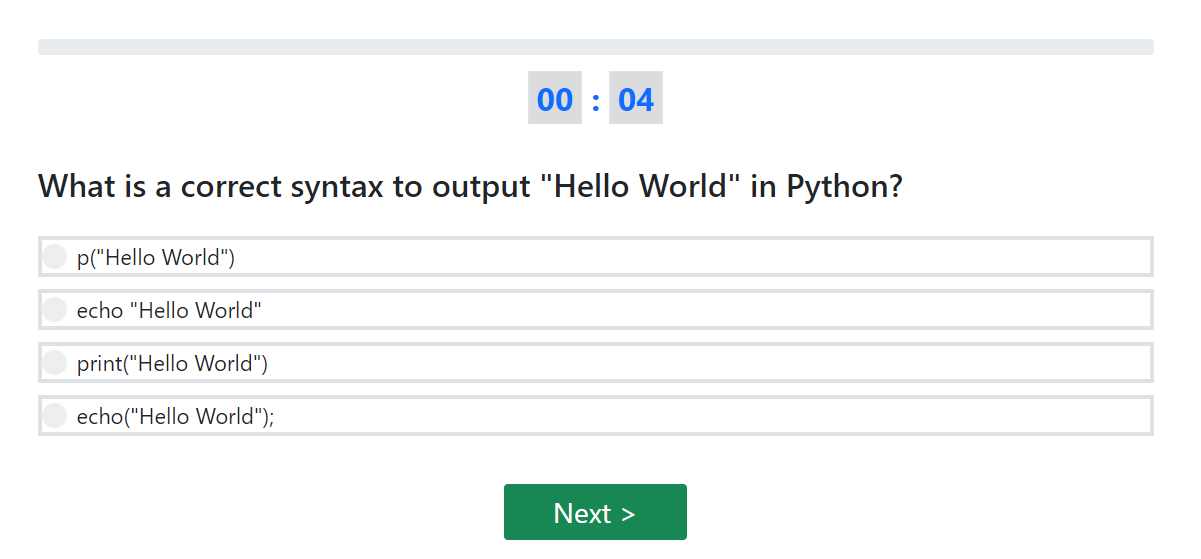 00 : 04
What is a correct syntax to output "Hello World" in Python?
p("Hello World")
echo "Hello World"
print("Hello World")
echo("Hello World");
Next >